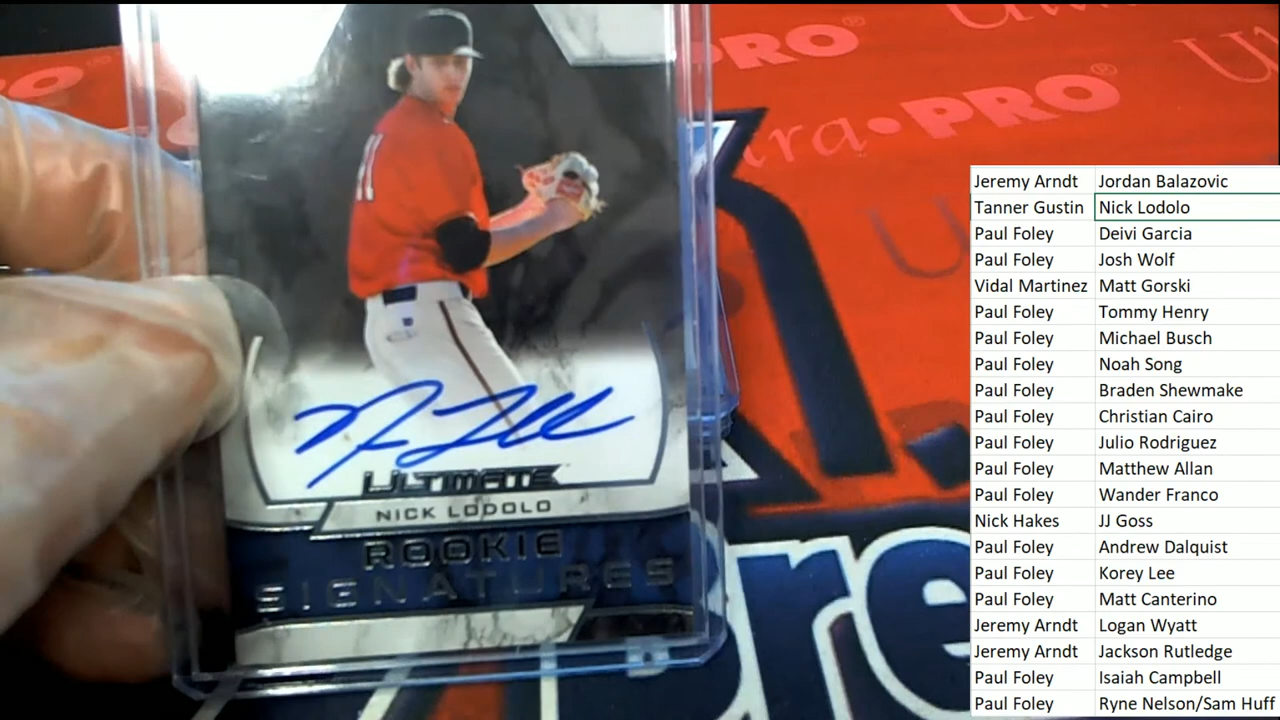 PRO®
Ultra
ra•PRO®
11
ULTIMATE™
NICK LODOLO
ROOKIE
SIGNATURES
Pre
Jeremy Arndt Jordan Balazovic
Tanner Gustin Nick Lodolo
Paul Foley Deivi Garcia
Paul Foley Josh Wolf
Vidal Martinez Matt Gorski
Paul Foley Tommy Henry
Paul Foley Michael Busch
Paul Foley Noah Song
Paul Foley Braden Shewmake
Paul Foley Christian Cairo
Paul Foley Julio Rodriguez
Paul Foley Matthew Allan
Paul Foley Wander Franco
Nick Hakes JJ Goss
Paul Foley Andrew Dalquist
Paul Foley Korey Lee
Paul Foley Matt Canterino
Jeremy Arndt Logan Wyatt
Jeremy Arndt Jackson Rutledge
Paul Foley Isaiah Campbell
Paul Foley Ryne Nelson/Sam Huff